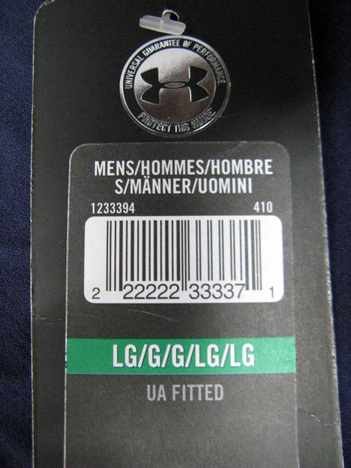 UNIVERSAL GUARANTEE OF PERFORMANCE
PROTECT THIS HOUSE
MENS/HOMMES/HOMBRE
S/MÄNNER/UOMINI
1233394 410
2 22222 33337 1
LG/G/G/LG/LG
UA FITTED